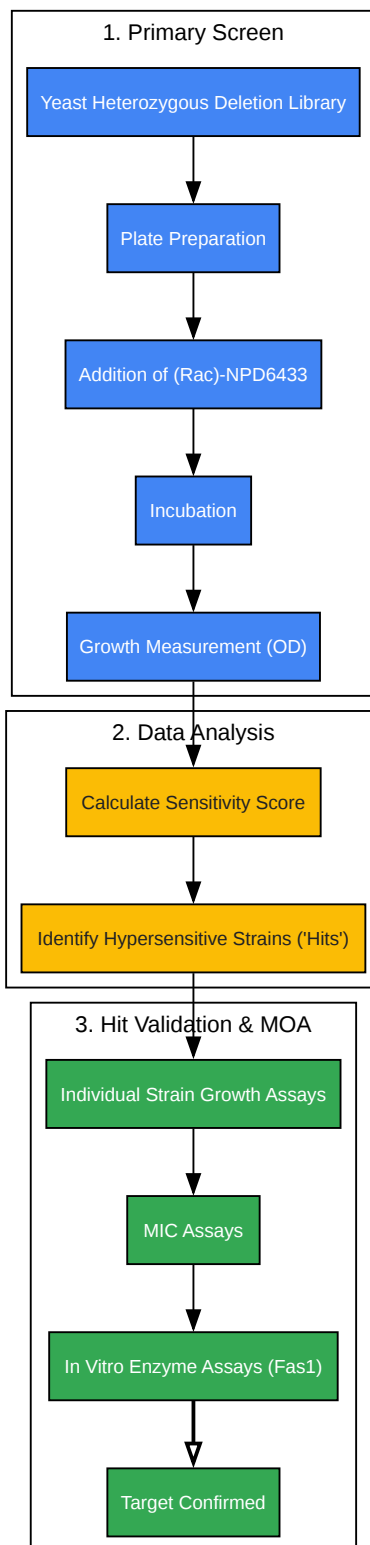 1. Primary Screen
Yeast Heterozygous Deletion Library
Plate Preparation
Addition of (Rac)-NPD6433
Incubation
Growth Measurement (OD)
2. Data Analysis
Calculate Sensitivity Score
Identify Hypersensitive Strains ('Hits')
3. Hit Validation & MOA
Individual Strain Growth Assays
MIC Assays
In Vitro Enzyme Assays (Fas1)
Target Confirmed